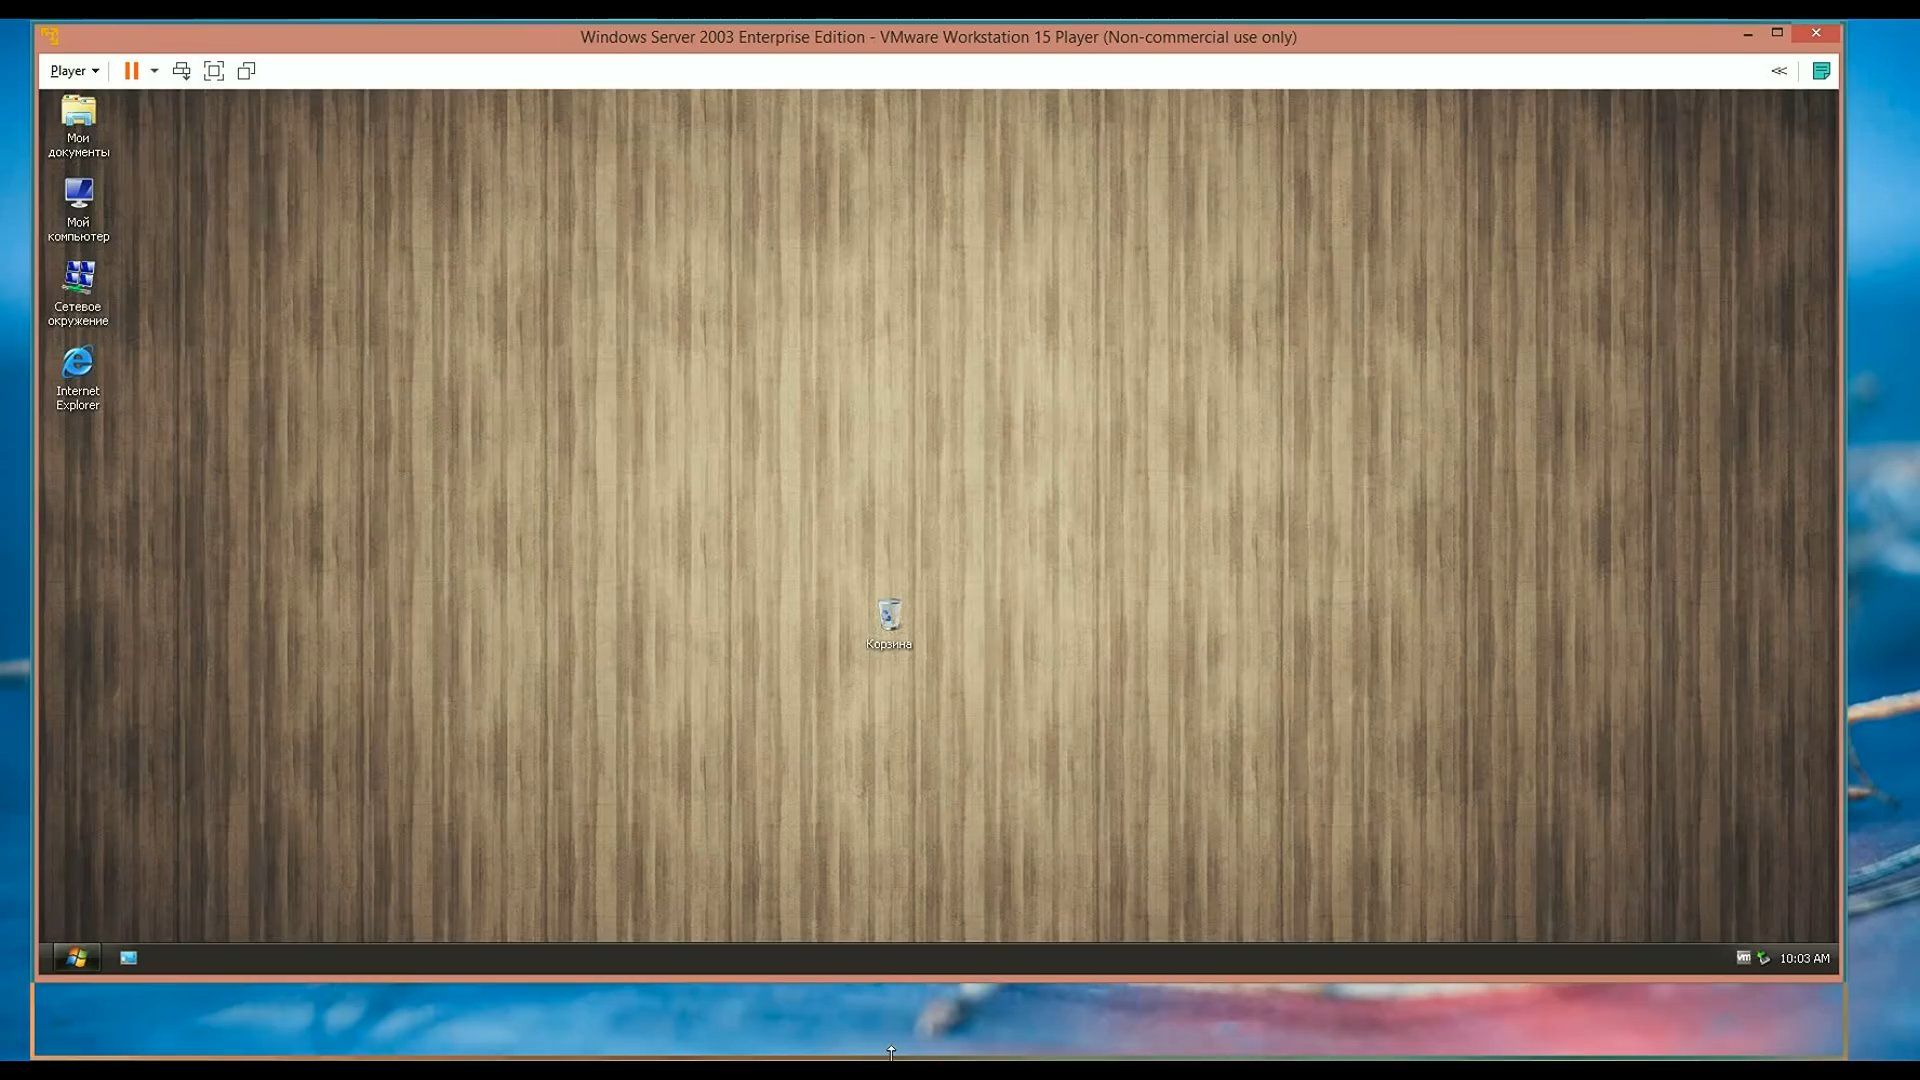 Windows Server 2003 Enterprise Edition - VMware Workstation 15 Player (Non-commercial use only)
Player
Мои
документы
Мой
компьютер
Сетевое
окружение
Internet
Explorer
Корзина
vm
10:03 AM